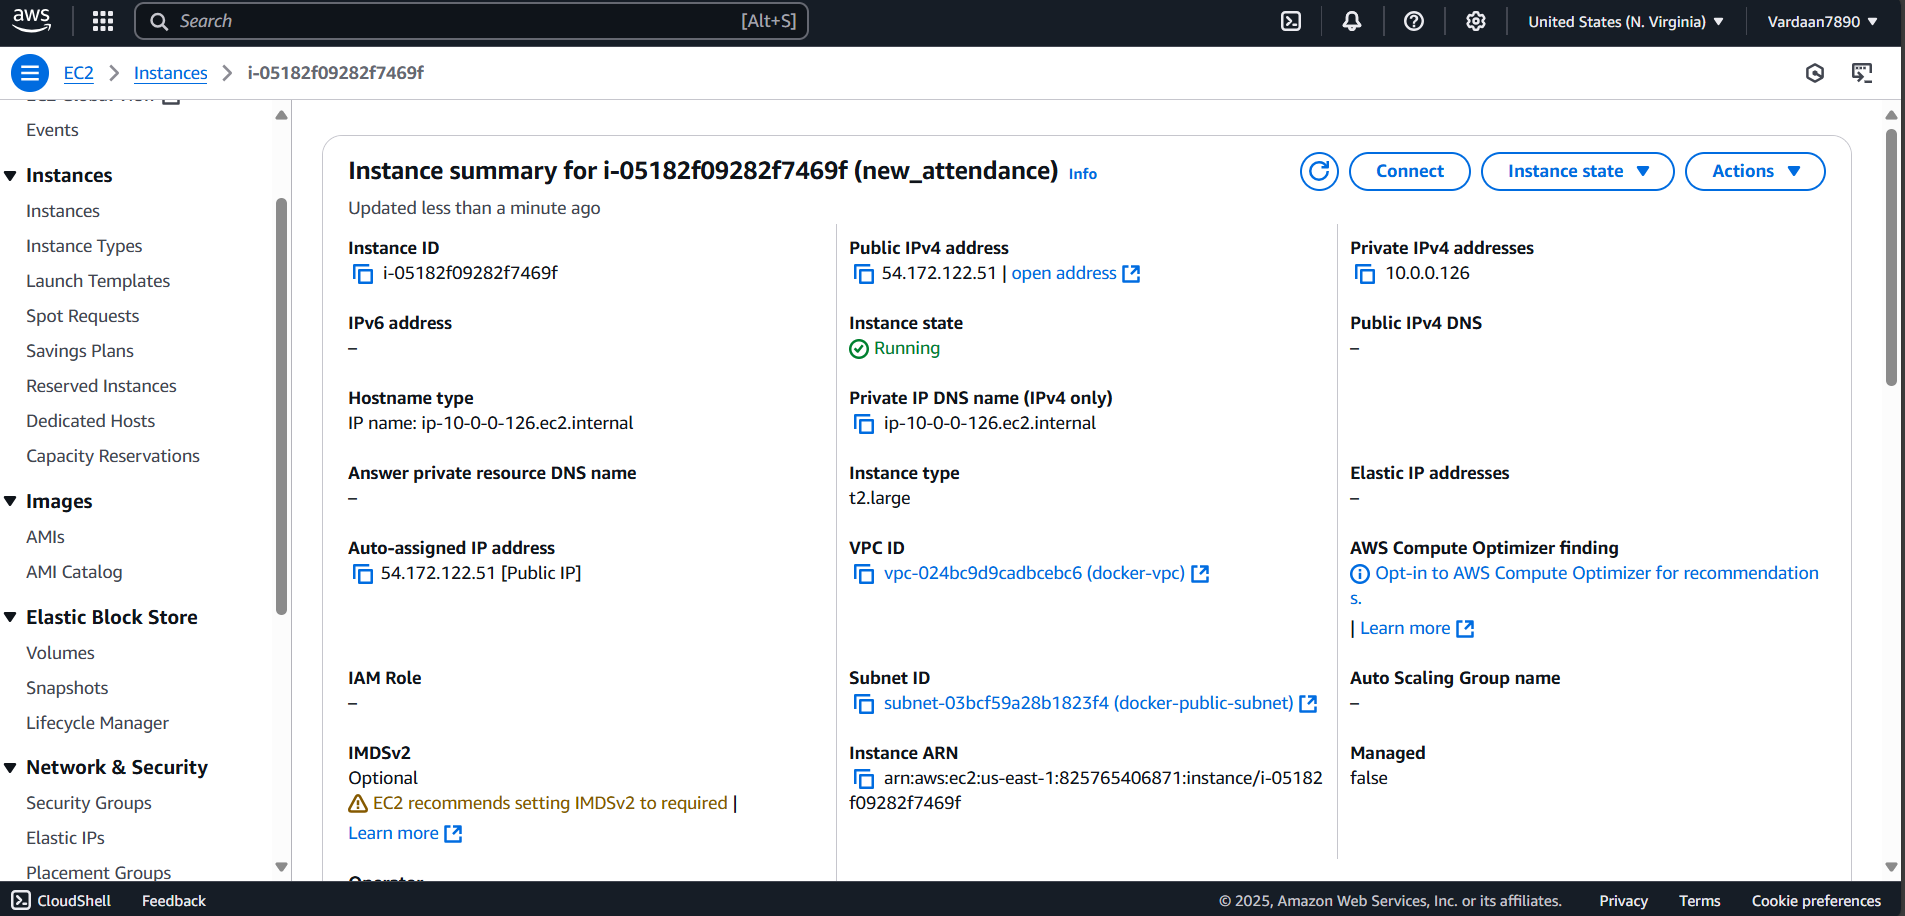 aws
Search [Alt+S]
United States (N. Virginia)
Vardaan7890
EC2 > Instances > i-05182f09282f7469f
Events
Instances
Instances
Instance Types
Launch Templates
Spot Requests
Savings Plans
Reserved Instances
Dedicated Hosts
Capacity Reservations
Images
AMIs
AMI Catalog
Elastic Block Store
Volumes
Snapshots
Lifecycle Manager
Network & Security
Security Groups
Elastic IPs
Placement Groups
Instance summary for i-05182f09282f7469f (new_attendance) Info
Connect
Instance state
Actions
Updated less than a minute ago
Instance ID
i-05182f09282f7469f
Public IPv4 address
54.172.122.51 | open address
Private IPv4 addresses
10.0.0.126
IPv6 address
–
Instance state
Running
Public IPv4 DNS
–
Hostname type
IP name: ip-10-0-0-126.ec2.internal
Private IP DNS name (IPv4 only)
ip-10-0-0-126.ec2.internal
Answer private resource DNS name
–
Instance type
t2.large
Elastic IP addresses
–
Auto-assigned IP address
54.172.122.51 [Public IP]
VPC ID
vpc-024bc9d9cadbcebc6 (docker-vpc)
AWS Compute Optimizer finding
Opt-in to AWS Compute Optimizer for recommendation
s.
| Learn more
IAM Role
–
Subnet ID
subnet-03bcf59a28b1823f4 (docker-public-subnet)
Auto Scaling Group name
–
IMDSv2
Optional
EC2 recommends setting IMDSv2 to required |
Learn more
Instance ARN
arn:aws:ec2:us-east-1:825765406871:instance/i-05182
f09282f7469f
Managed
false
CloudShell
Feedback
© 2025, Amazon Web Services, Inc. or its affiliates.
Privacy
Terms
Cookie preferences